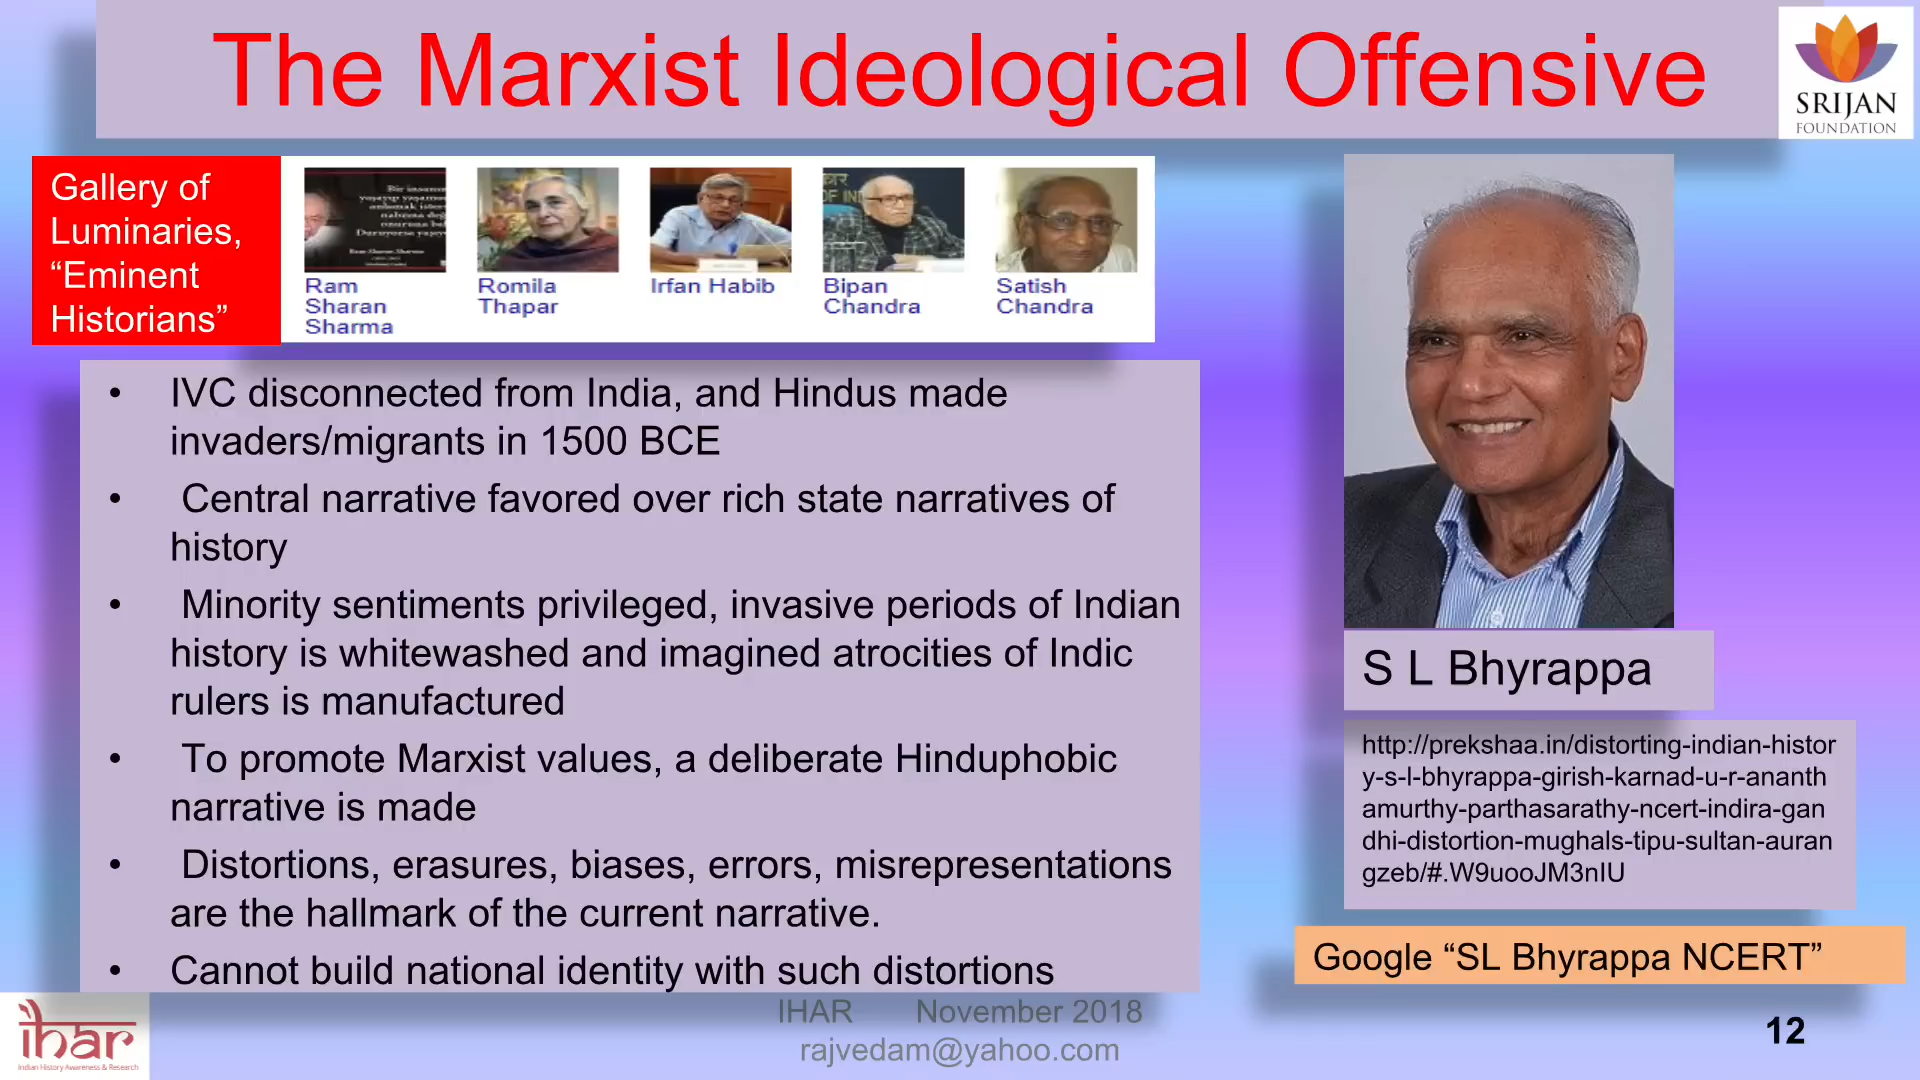 The Marxist Ideological Offensive
SRIJAN
FOUNDATION
Gallery of
Luminaries,
“Eminent
Historians”
Ram
Sharan
Sharma
Romila
Thapar
Irfan Habib
Bipan
Chandra
Satish
Chandra
• IVC disconnected from India, and Hindus made
invaders/migrants in 1500 BCE
• Central narrative favored over rich state narratives of
history
• Minority sentiments privileged, invasive periods of Indian
history is whitewashed and imagined atrocities of Indic
rulers is manufactured
• To promote Marxist values, a deliberate Hinduphobic
narrative is made
• Distortions, erasures, biases, errors, misrepresentations
are the hallmark of the current narrative.
• Cannot build national identity with such distortions
S L Bhyrappa
http://prekshaa.in/distorting-indian-histor
y-s-l-bhyrappa-girish-karnad-u-r-ananth
amurthy-parthasarathy-ncert-indira-gan
dhi-distortion-mughals-tipu-sultan-auran
gzeb/#.W9uooJM3nIU
Google “SL Bhyrappa NCERT”
ihar
Indian History Awareness & Research
IHAR November 2018
rajvedam@yahoo.com
12